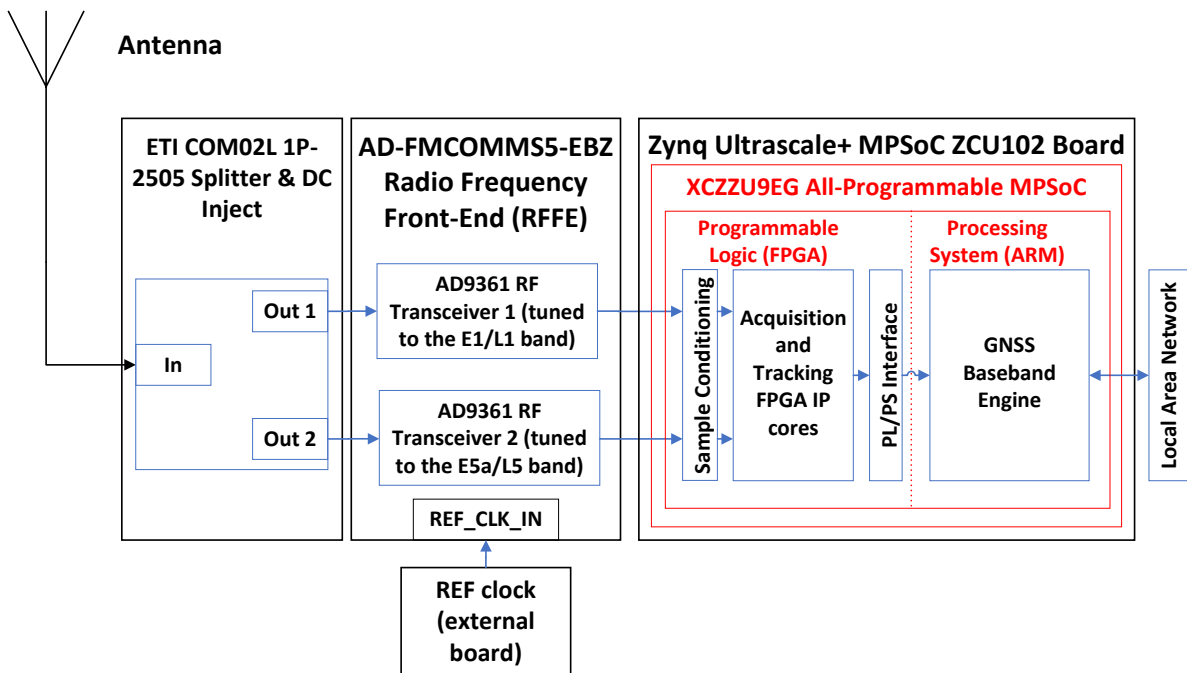 Antenna
ETI COM02L 1P-
2505 Splitter & DC
Inject
In
Out 1
Out 2
AD-FMCOMMS5-EBZ
Radio Frequency
Front-End (RFFE)
AD9361 RF
Transceiver 1 (tuned
to the E1/L1 band)
AD9361 RF
Transceiver 2 (tuned
to the E5a/L5 band)
REF_CLK_IN
REF clock
(external
board)
Zynq Ultrascale+ MPSoC ZCU102 Board
XCZZU9EG All-Programmable MPSoC
Programmable
Logic (FPGA)
Sample Conditioning
Acquisition
and
Tracking
FPGA IP
cores
PL/PS Interface
Processing
System (ARM)
GNSS
Baseband
Engine
Local Area Network